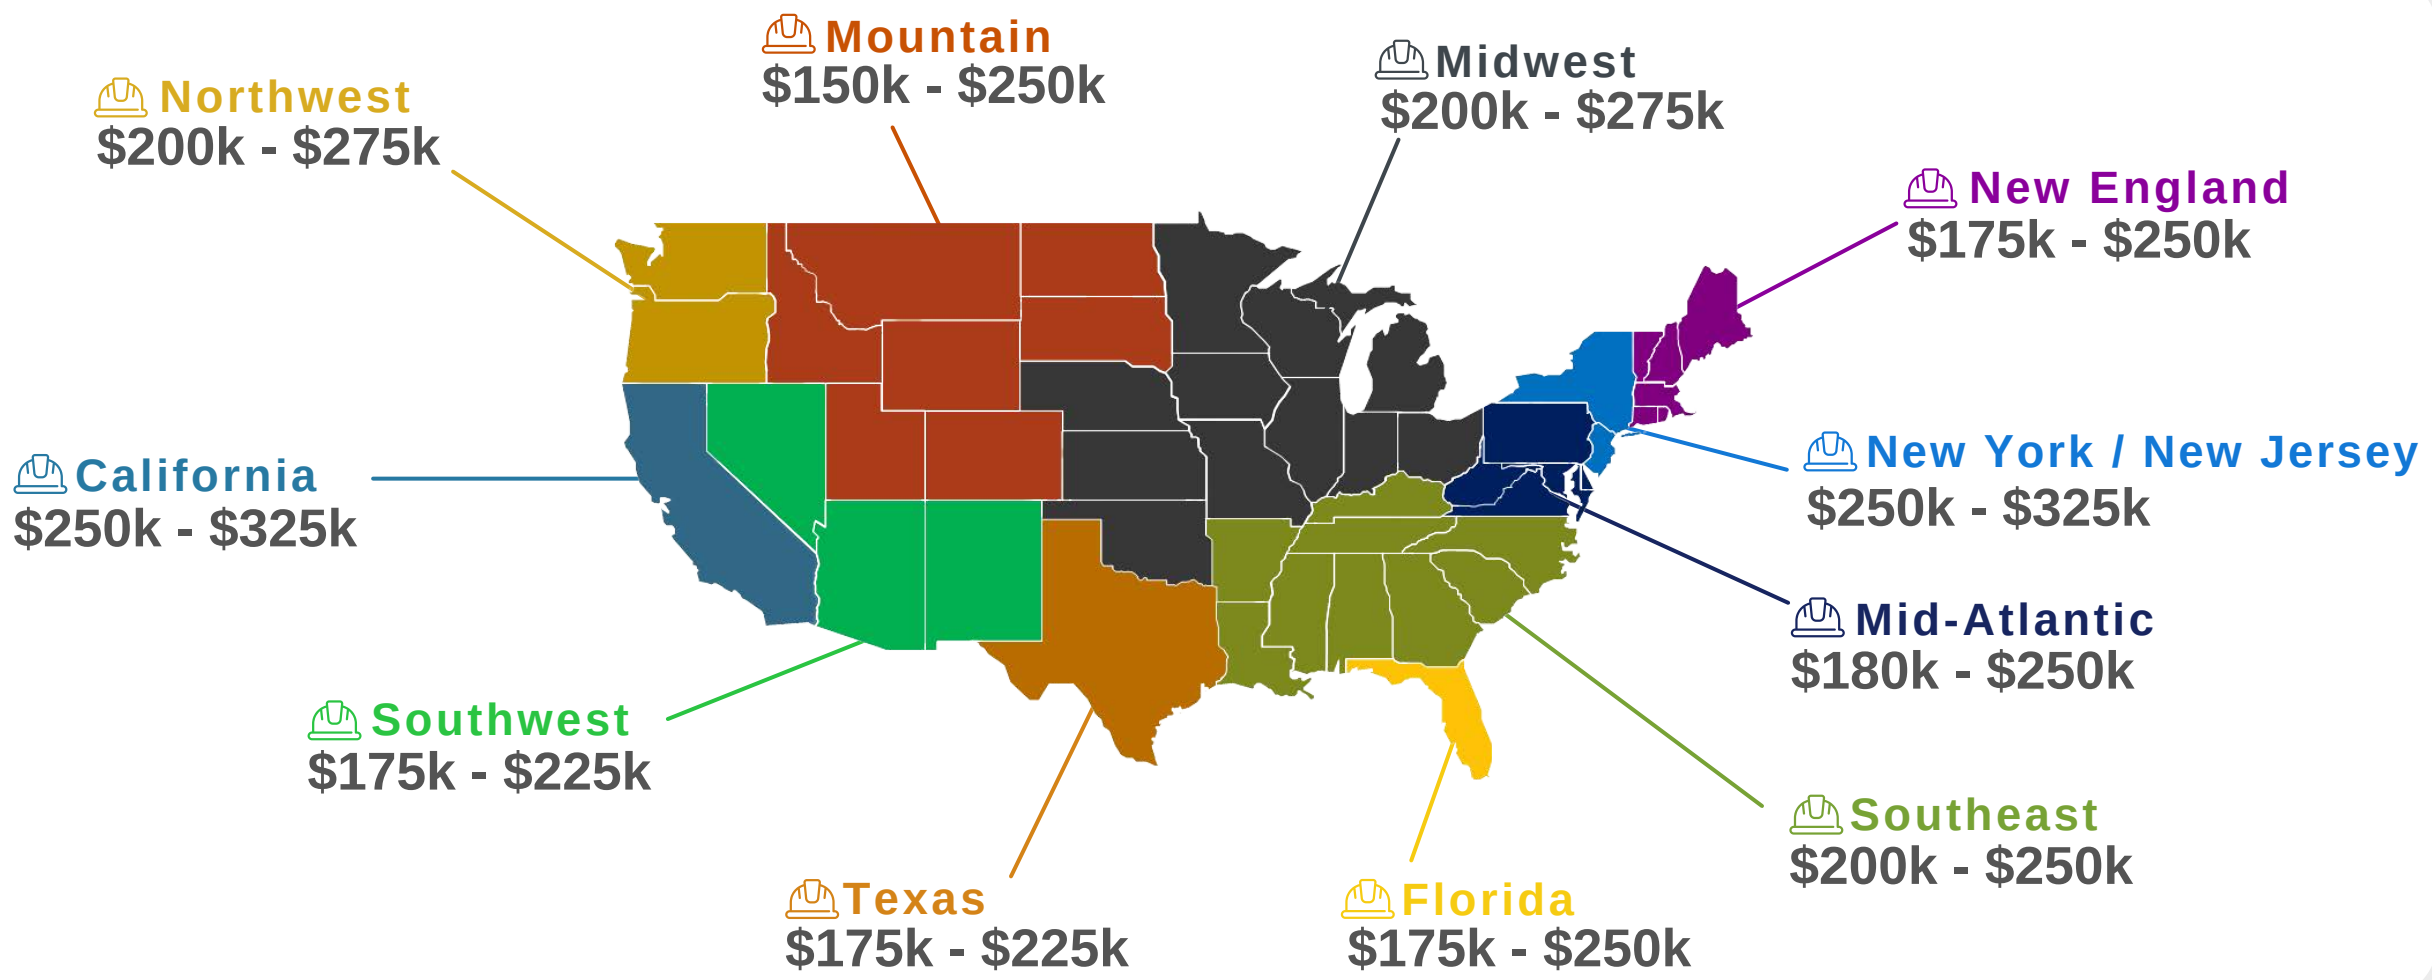 Mountain
$150k - $250k
Midwest
$200k - $275k
Northwest
$200k - $275k
New England
$175k - $250k
California
$250k - $325k
New York / New Jersey
$250k - $325k
Mid-Atlantic
$180k - $250k
Southwest
$175k - $225k
Southeast
$200k - $250k
Texas
$175k - $225k
Florida
$175k - $250k